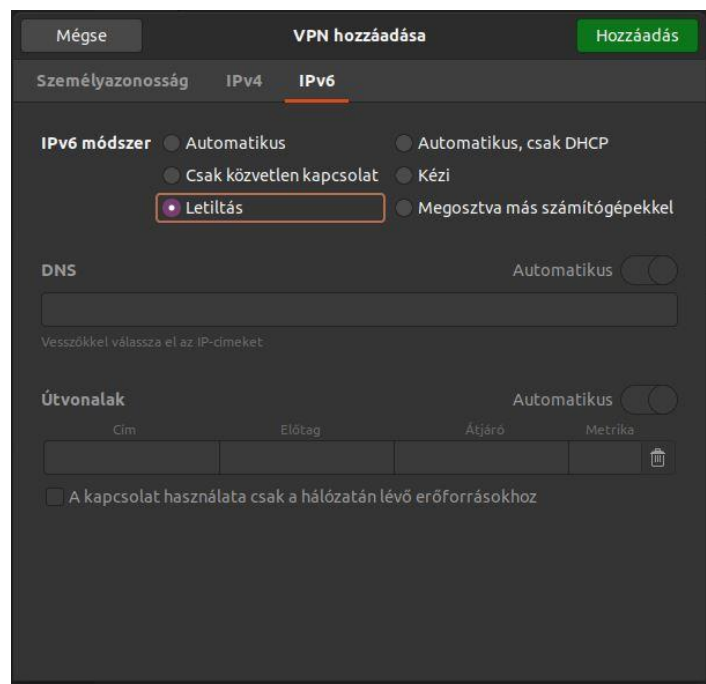 Mégse VPN hozzáadása Hozzáadás
Személyazonosság IPv4 IPv6
IPv6 módszer Automatikus Automatikus, csak DHCP
Csak közvetlen kapcsolat Kézi
Letiltás Megosztva más számítógépekkel
DNS Automatikus
Vesszőkkel válassza el az IP-címeket
Útvonalak Automatikus
Cím Előtag Átjáró Metrika
A kapcsolat használata csak a hálózatán lévő erőforrásokhoz